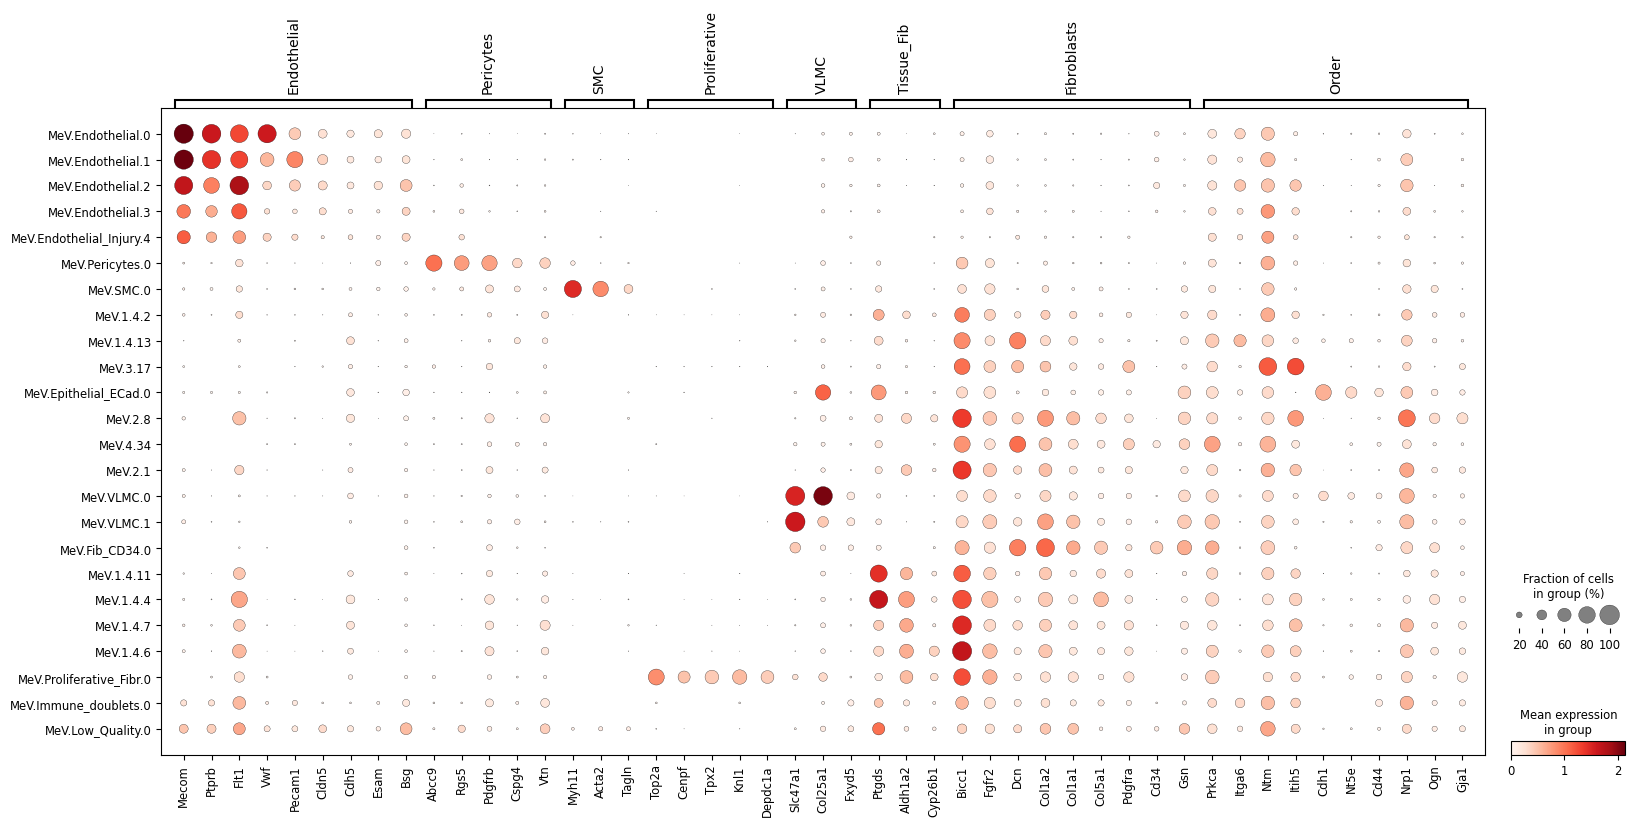 Endothelial
Pericytes
SMC
Proliferative
VLMC
Tissue_Fib
Fibroblasts
Order
MeV.Endothelial.0
MeV.Endothelial.1
MeV.Endothelial.2
MeV.Endothelial.3
MeV.Endothelial_Injury.4
MeV.Pericytes.0
MeV.SMC.0
MeV.1.4.2
MeV.1.4.13
MeV.3.17
MeV.Epithelial_ECad.0
MeV.2.8
MeV.4.34
MeV.2.1
MeV.VLMC.0
MeV.VLMC.1
MeV.Fib_CD34.0
MeV.1.4.11
MeV.1.4.4
MeV.1.4.7
MeV.1.4.6
MeV.Proliferative_Fibr.0
MeV.Immune_doublets.0
MeV.Low_Quality.0
Mecom
Ptprb
Flt1
Vwf
Pecam1
Cldn5
Cdh5
Esam
Bsg
Abcc9
Rgs5
Pdgfrb
Cspg4
Vtn
Myh11
Acta2
Tagln
Top2a
Cenpf
Tpx2
Knl1
Depdc1a
Slc47a1
Col25a1
Fxyd5
Ptgds
Aldh1a2
Cyp26b1
Bicc1
Fgfr2
Dcn
Col1a2
Col1a1
Col5a1
Pdgfra
Cd34
Gsn
Prkca
Itga6
Ntm
Itih5
Cdh1
Nt5e
Cd44
Nrp1
Ogn
Gja1
Fraction of cells
in group (%)
20 40 60 80 100
Mean expression
in group
0 1 2